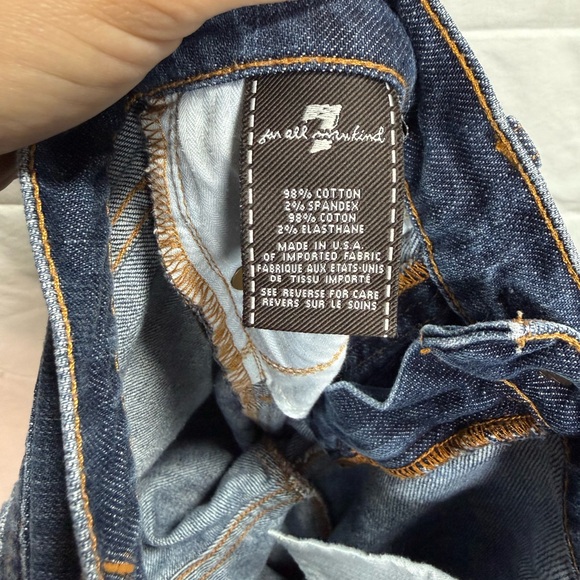 7
for all mankind
98% COTTON
2% SPANDEX
98% COTON
2% ELASTHANE
MADE IN U.S.A.
OF IMPORTED FABRIC
FABRIQUE AUX ETATS-UNIS
DE TISSU IMPORTÉ
SEE REVERSE FOR CARE
REVERS SUR LE SOINS